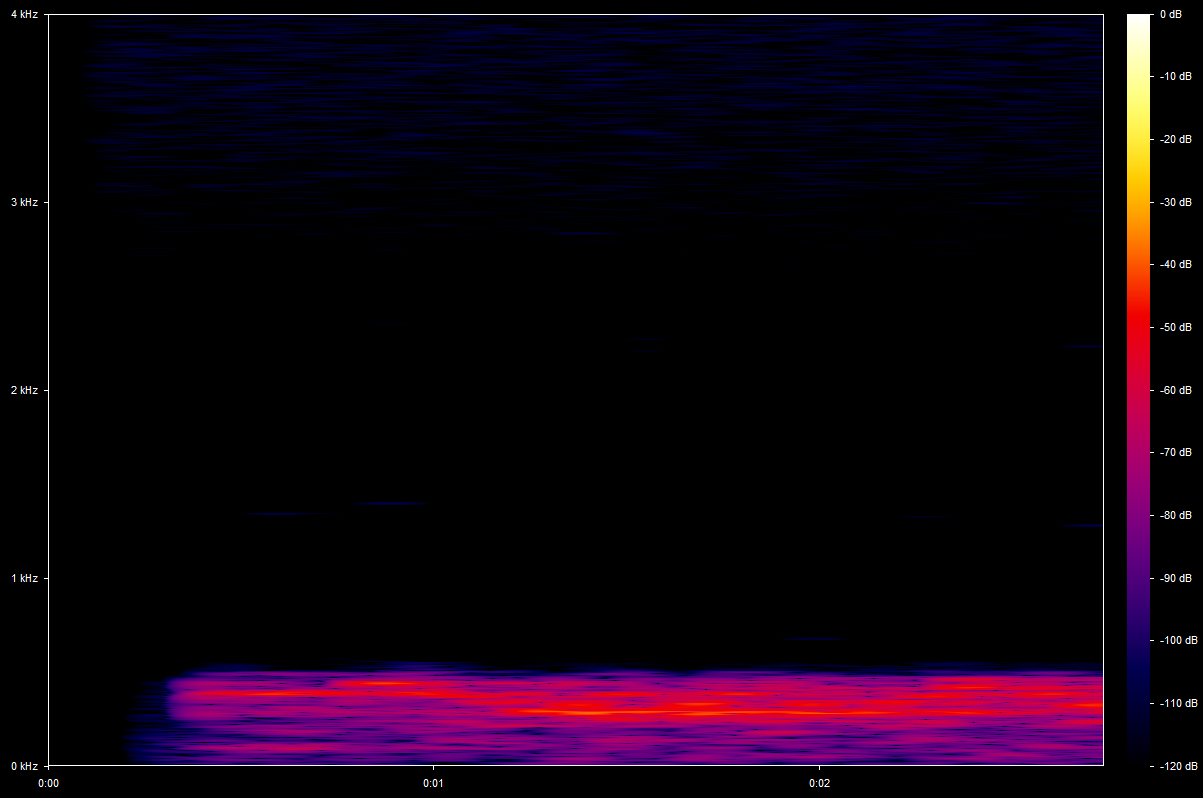 4 kHz
3 kHz
2 kHz
1 kHz
0 kHz
0:00
0:01
0:02
0 dB
-10 dB
-20 dB
-30 dB
-40 dB
-50 dB
-60 dB
-70 dB
-80 dB
-90 dB
-100 dB
-110 dB
-120 dB